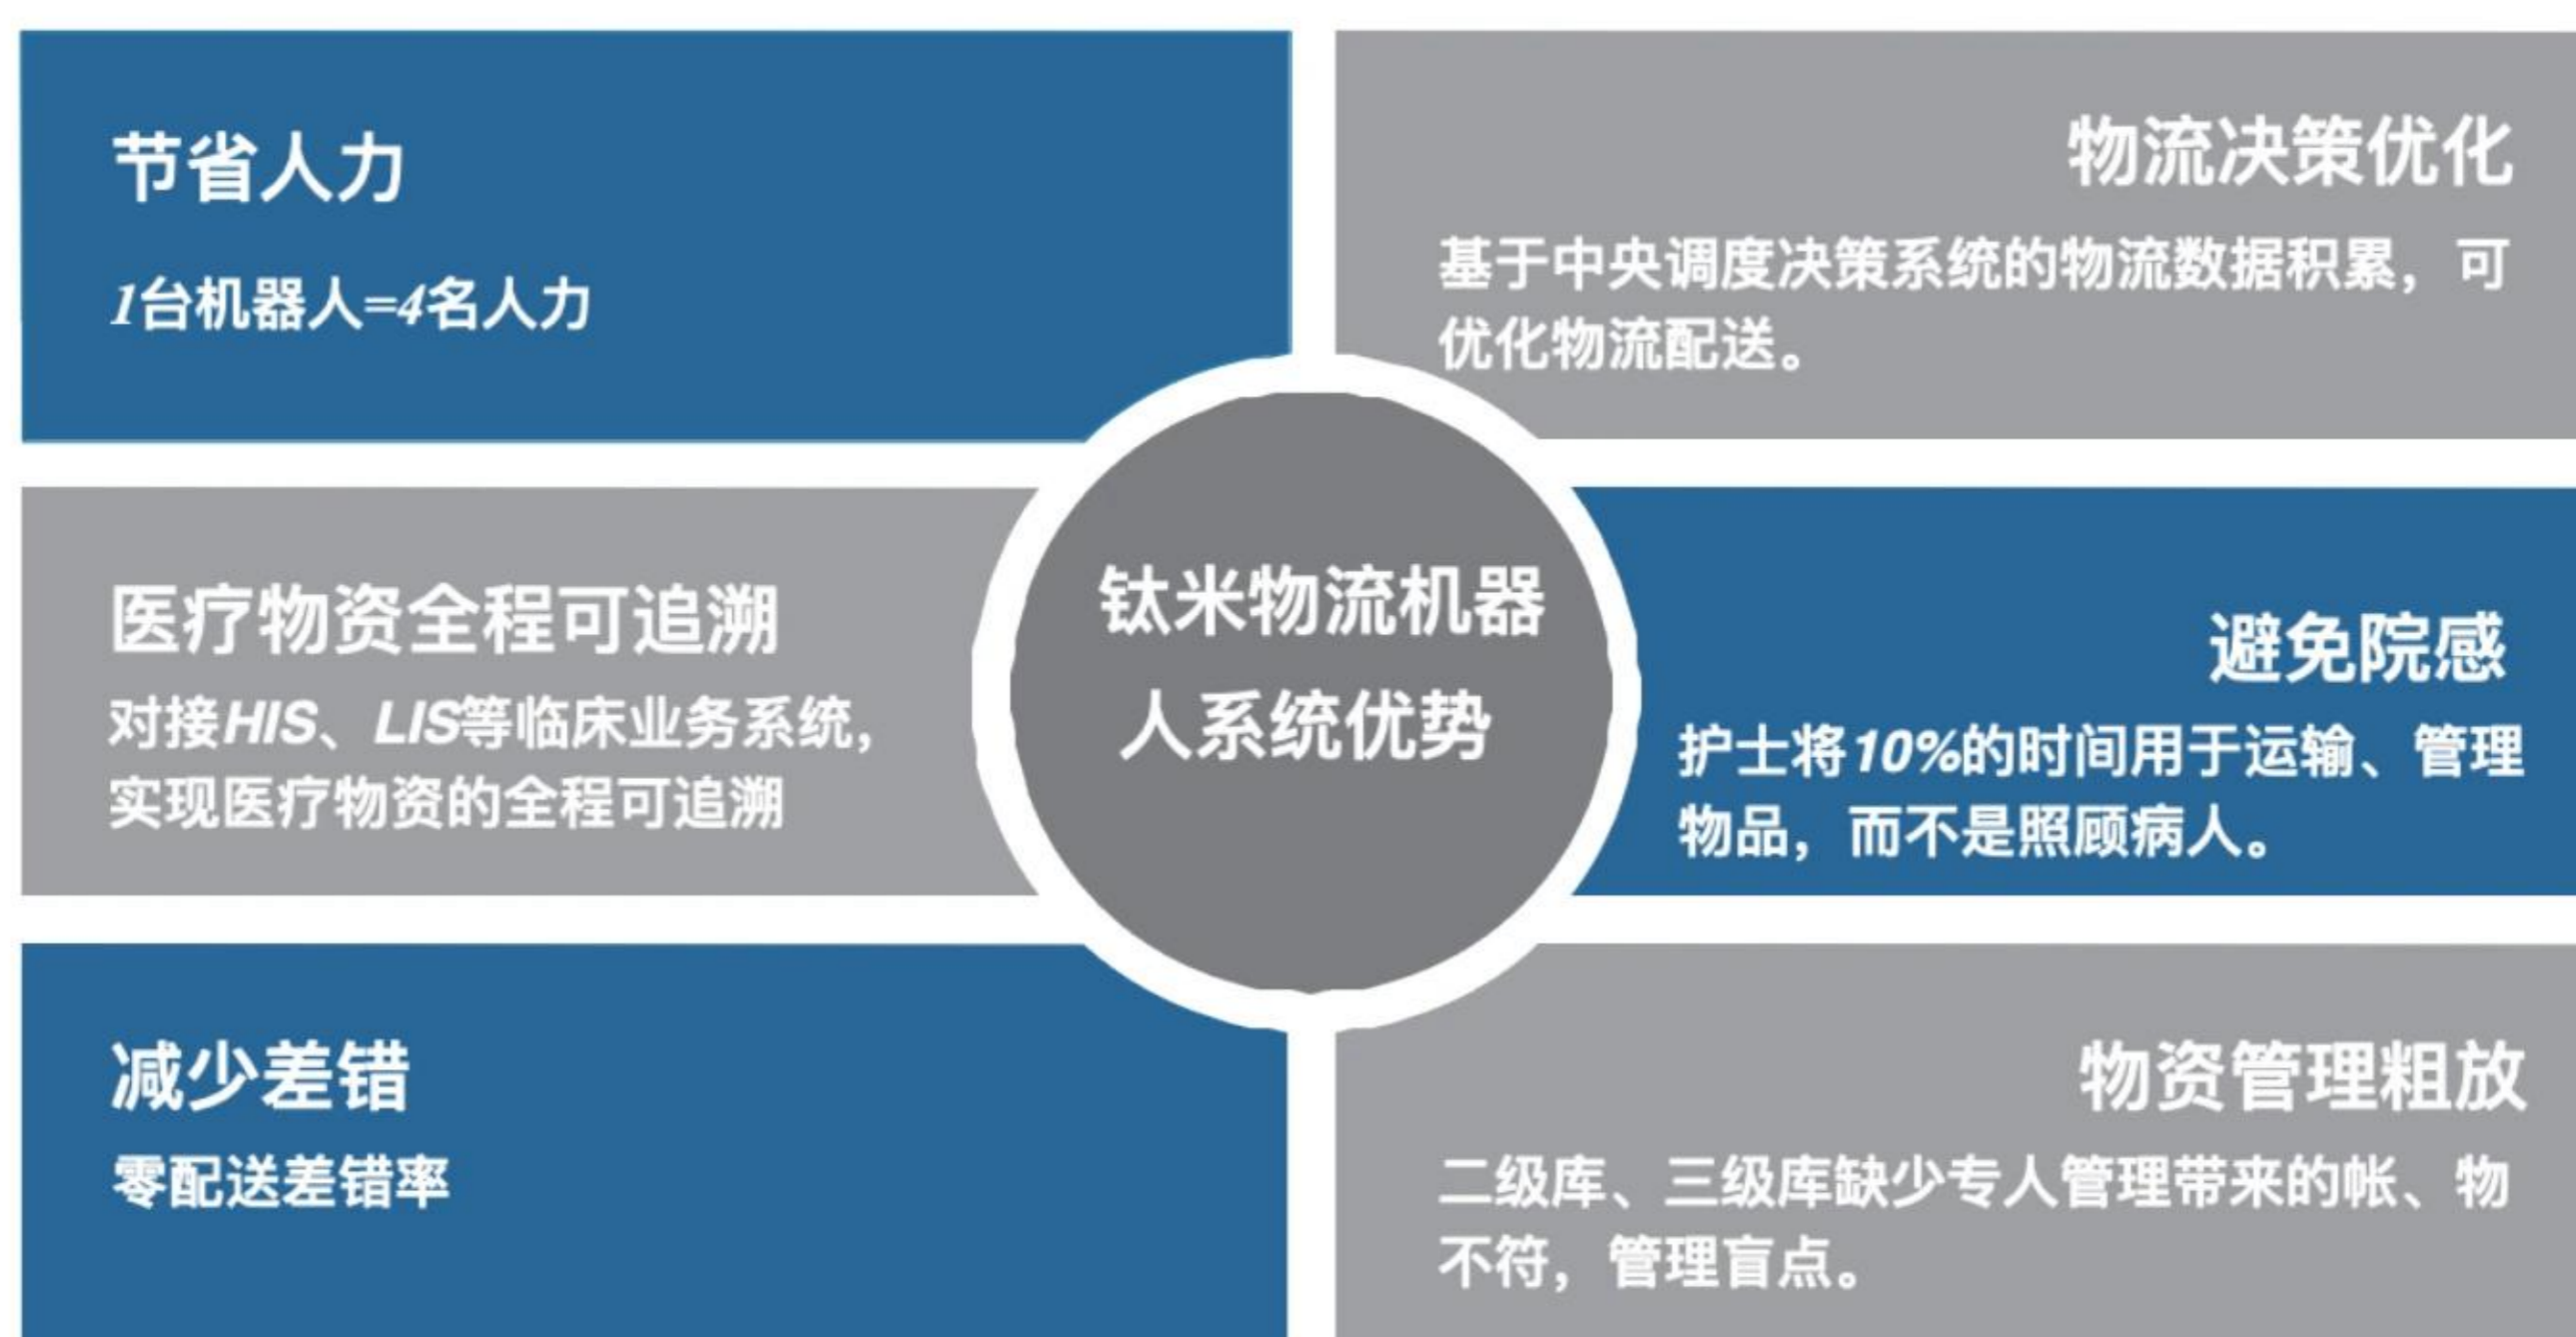 节省人力
1台机器人=4名人力
物流决策优化
基于中央调度决策系统的物流数据积累，可
优化物流配送。
医疗物资全程可追溯
对接HIS、LIS等临床业务系统，
实现医疗物资的全程可追溯
钛米物流机器
人系统优势
避免院感
护士将10%的时间用于运输、管理
物品，而不是照顾病人。
减少差错
零配送差错率
物资管理粗放
二级库、三级库缺少专人管理带来的帐、物
不符，管理盲点。